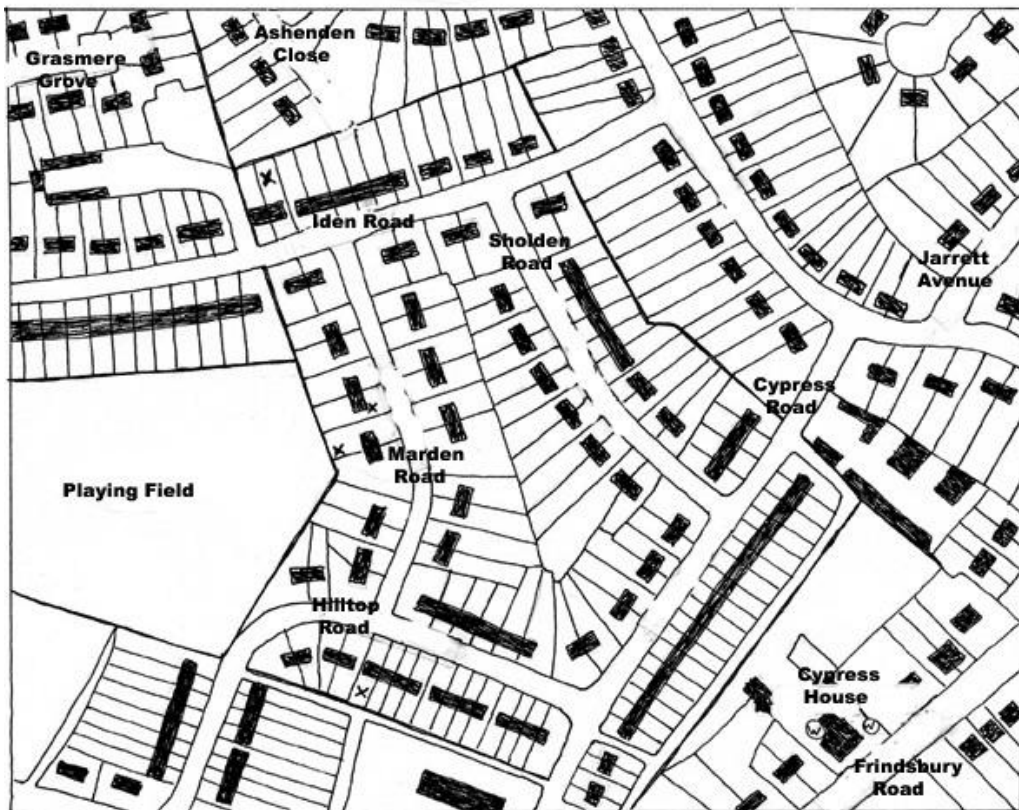 Ashenden
Close
Grasmere
Grove
Iden Road
Sholden
Road
Jarrett
Avenue
Cypress
Road
Marden
Road
Playing Field
Hilltop
Road
Cypress
House
W
W
Frindsbury
Road